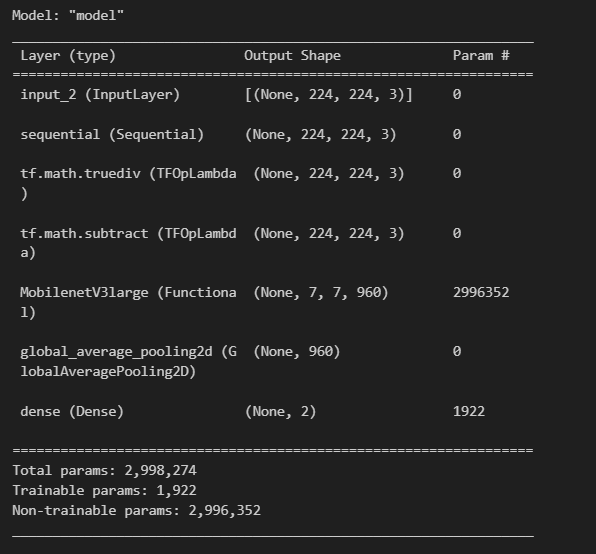 Model: "model"
Layer (type) Output Shape Param #
input_2 (InputLayer) [(None, 224, 224, 3)] 0
sequential (Sequential) (None, 224, 224, 3) 0
tf.math.truediv (TFOpLambda (None, 224, 224, 3) 0
)
tf.math.subtract (TFOpLambd (None, 224, 224, 3) 0
a)
MobilenetV3large (Functiona (None, 7, 7, 960) 2996352
l)
global_average_pooling2d (G (None, 960) 0
lobalAveragePooling2D)
dense (Dense) (None, 2) 1922
Total params: 2,998,274
Trainable params: 1,922
Non-trainable params: 2,996,352